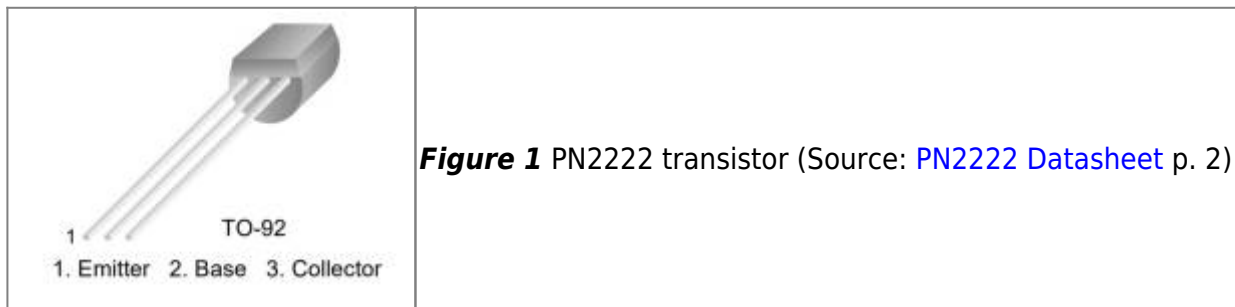 1
TO-92
1. Emitter 2. Base 3. Collector
Figure 1 PN2222 transistor (Source: PN2222 Datasheet p. 2)